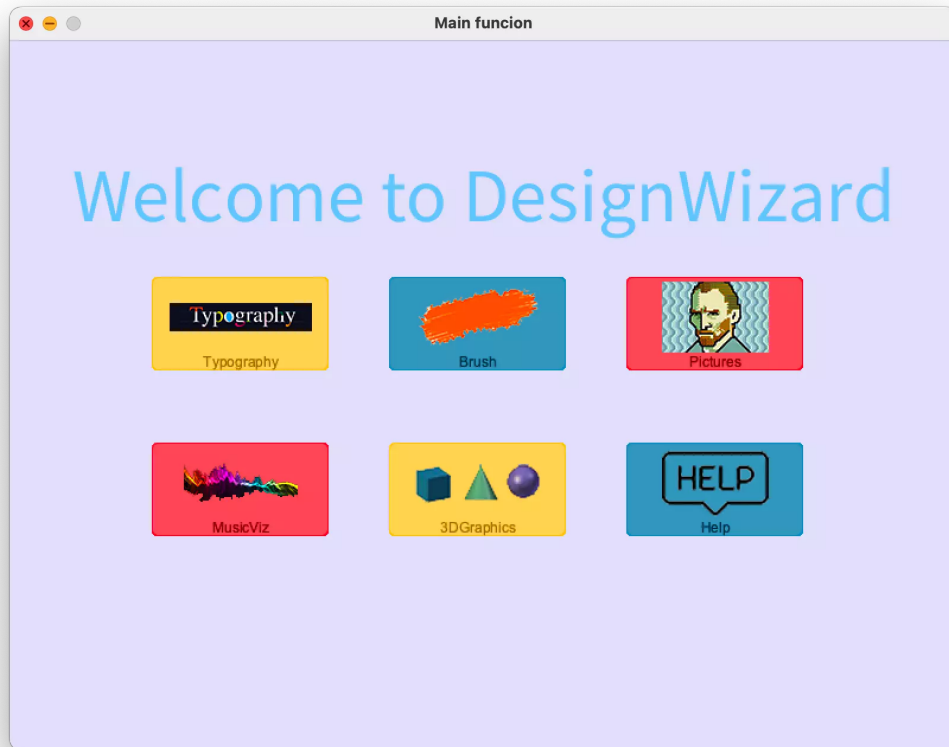 Main funcion
Welcome to DesignWizard
Typography
Typography
Brush
Pictures
HELP
MusicViz
3DGraphics
Help